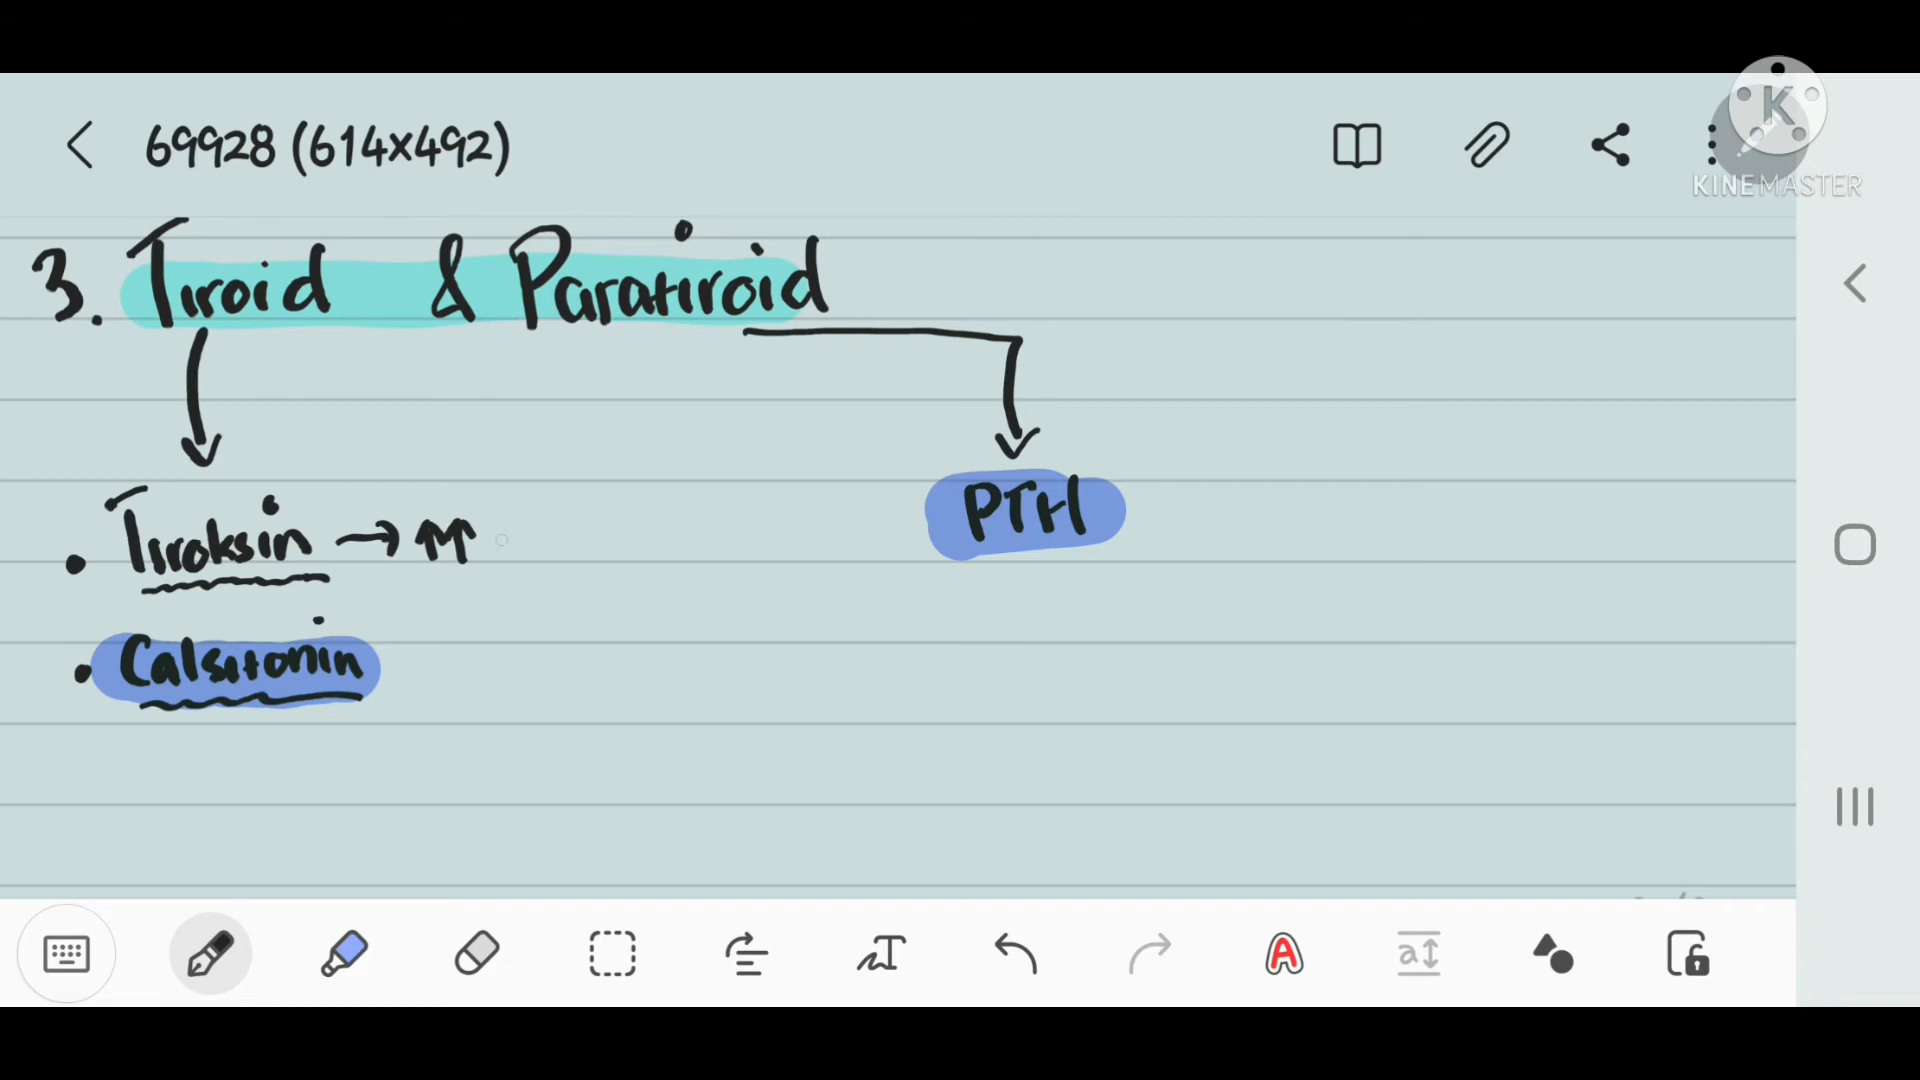 69928 (614x492)
KINEMASTER
3. Tiroid & Paratiroid
PTH
• Tiroksin → ↑↑
• Calsitonin